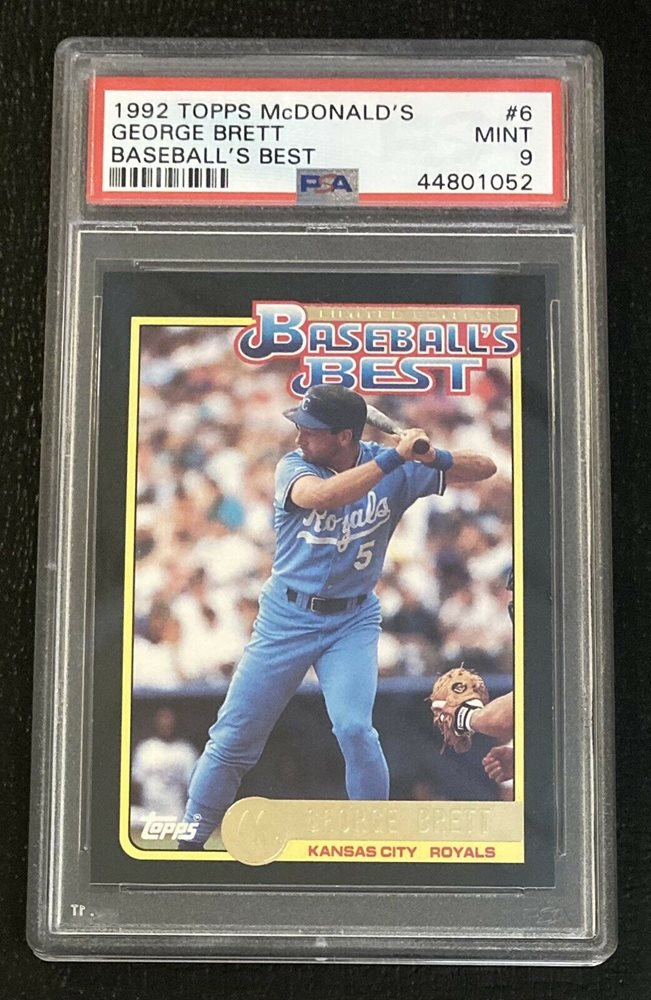 1992 TOPPS McDONALD'S #6
GEORGE BRETT MINT
BASEBALL'S BEST 9
PSA 44801052
LIMITED EDITION
BASEBALL'S
BEST
KC
Royals
5
Topps®
GEORGE BRETT
KANSAS CITY ROYALS